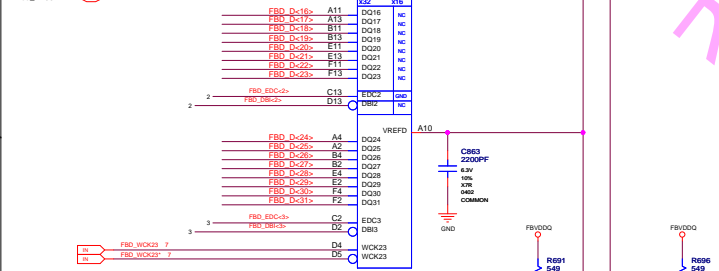 x32 x16
FBD_D<16> A11 DQ16 NC
FBD_D<17> A13 DQ17 NC
FBD_D<18> B11 DQ18 NC
FBD_D<19> B13 DQ19 NC
FBD_D<20> E11 DQ20 NC
FBD_D<21> E13 DQ21 NC
FBD_D<22> F11 DQ22 NC
FBD_D<23> F13 DQ23 NC
2 FBD_EDC<2> C13 EDC2 GND
2 FBD_DBI<2> D13 DBI2 NC
VREFD A10
FBD_D<24> A4 DQ24
FBD_D<25> A2 DQ25
FBD_D<26> B4 DQ26
FBD_D<27> B2 DQ27
FBD_D<28> E4 DQ28
FBD_D<29> E2 DQ29
FBD_D<30> F4 DQ30
FBD_D<31> F2 DQ31
C863
2200PF
6.3V
10%
X7R
0402
COMMON
GND
3 FBD_EDC<3> C2 EDC3
3 FBD_DBI<3> D2 DBI3
IN FBD_WCK23 7 D4 WCK23
IN FBD_WCK23* 7 D5 WCK23
FBVDDQ
R691
549
FBVDDQ
R696
549